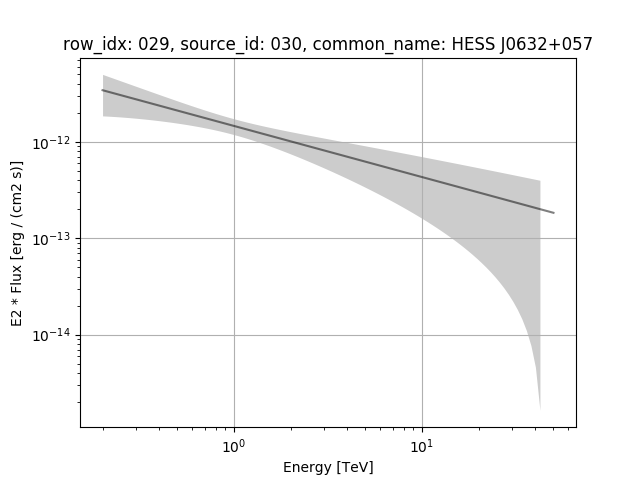 row_idx: 029, source_id: 030, common_name: HESS J0632+057
E2 * Flux [erg / (cm2 s)]
10⁻¹²
10⁻¹³
10⁻¹⁴
10⁰ 10¹
Energy [TeV]